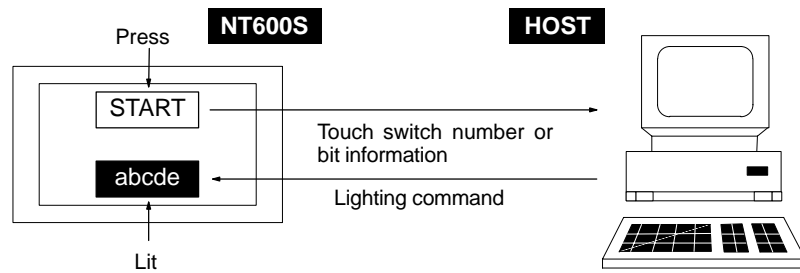 NT600S
HOST
Press
START
Touch switch number or
bit information
abcde
Lighting command
Lit